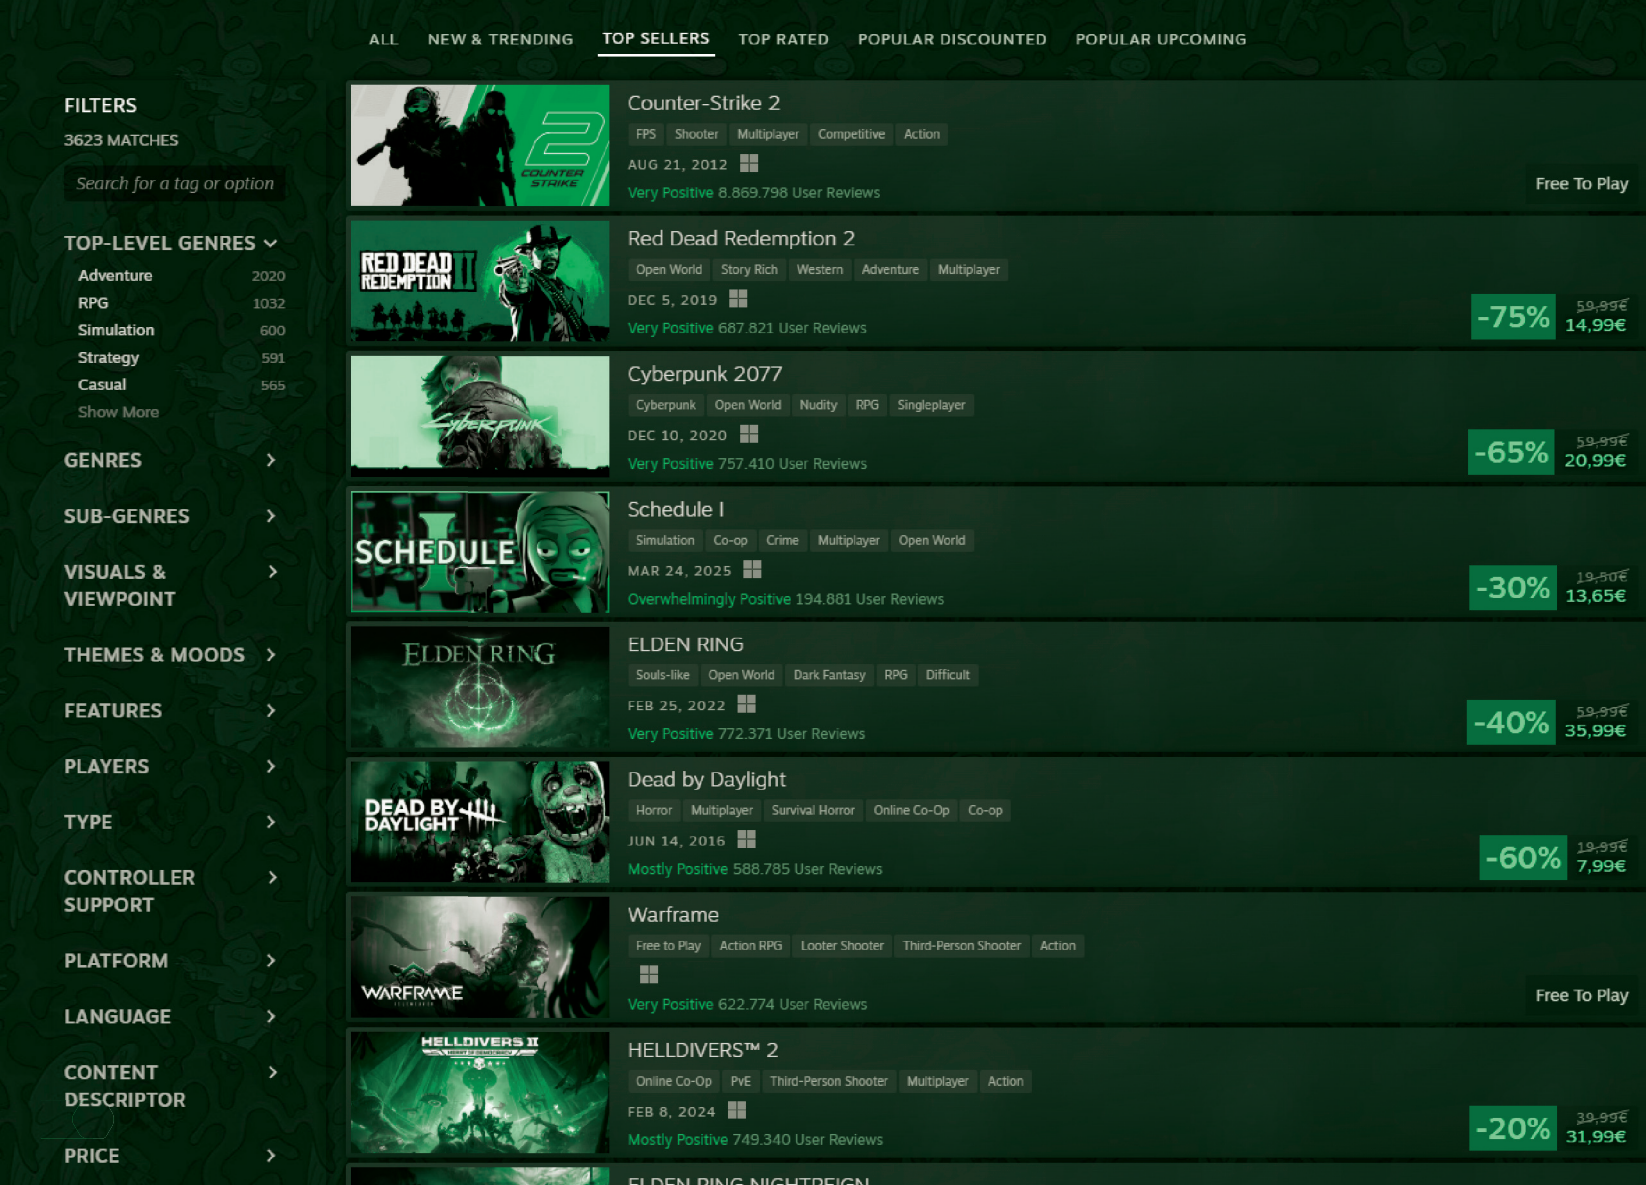 ALL NEW & TRENDING TOP SELLERS TOP RATED POPULAR DISCOUNTED POPULAR UPCOMING
FILTERS
3623 MATCHES
Search for a tag or option
TOP-LEVEL GENRES
Adventure 2020
RPG 1032
Simulation 600
Strategy 591
Casual 565
Show More
GENRES
SUB-GENRES
VISUALS &
VIEWPOINT
THEMES & MOODS
FEATURES
PLAYERS
TYPE
CONTROLLER
SUPPORT
PLATFORM
LANGUAGE
CONTENT
DESCRIPTOR
PRICE
2
COUNTER
STRIKE
Counter-Strike 2
FPS Shooter Multiplayer Competitive Action
AUG 21, 2012
Very Positive 8.869.798 User Reviews
Free To Play
RED DEAD
REDEMPTION II
Red Dead Redemption 2
Open World Story Rich Western Adventure Multiplayer
DEC 5, 2019
Very Positive 687.821 User Reviews
-75% 59,99€
14,99€
CYBERPUNK
Cyberpunk 2077
Cyberpunk Open World Nudity RPG Singleplayer
DEC 10, 2020
Very Positive 757.410 User Reviews
-65% 59,99€
20,99€
SCHEDULE I
Schedule I
Simulation Co-op Crime Multiplayer Open World
MAR 24, 2025
Overwhelmingly Positive 194.881 User Reviews
-30% 19,50€
13,65€
ELDEN RING
ELDEN RING
Souls-like Open World Dark Fantasy RPG Difficult
FEB 25, 2022
Very Positive 772.371 User Reviews
-40% 59,99€
35,99€
DEAD BY
DAYLIGHT
Dead by Daylight
Horror Multiplayer Survival Horror Online Co-Op Co-op
JUN 14, 2016
Mostly Positive 588.785 User Reviews
-60% 19,99€
7,99€
WARFRAME
Warframe
Free to Play Action RPG Looter Shooter Third-Person Shooter Action
Very Positive 622.774 User Reviews
Free To Play
HELLDIVERS II
HELLDIVERS™ 2
Online Co-Op PvE Third-Person Shooter Multiplayer Action
FEB 8, 2024
Mostly Positive 749.340 User Reviews
-20% 39,99€
31,99€
ELDEN RING NIGHTREIGN